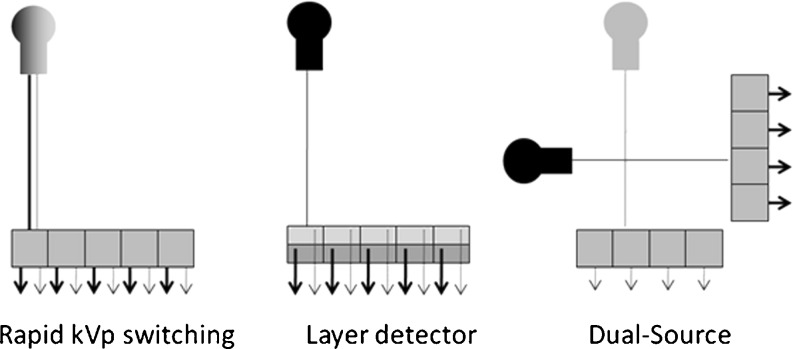 Rapid kVp switching
Layer detector
Dual-Source